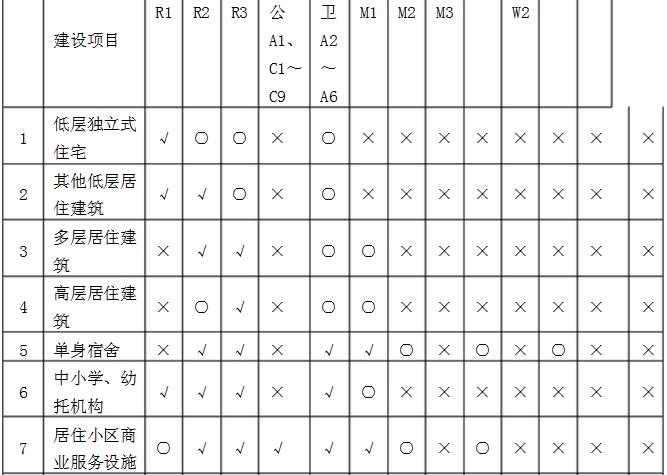 建设项目 R1 R2 R3 公 卫 M1 M2 M3 W2
A1、 A2
C1～ ～
C9 A6
1 低层独立式 √ ○ ○ × ○ × × × × × × × ×
住宅
2 其他低层居 √ √ ○ × ○ × × × × × × × ×
住建筑
3 多层居住建 × √ √ × ○ ○ × × × × × × ×
筑
4 高层居住建 × ○ √ × ○ ○ × × × × × × ×
筑
5 单身宿舍 × √ √ × √ √ ○ × ○ × ○ × ×
6 中小学、幼 √ √ √ × √ ○ × × × × × × ×
托机构
7 居住小区商 ○ √ √ √ √ √ ○ × ○ × × × ×
业服务设施